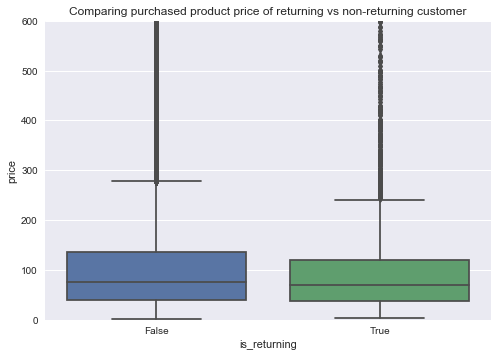 Comparing purchased product price of returning vs non-returning customer
600
500
400
300
200
100
0
price
False
True
is_returning